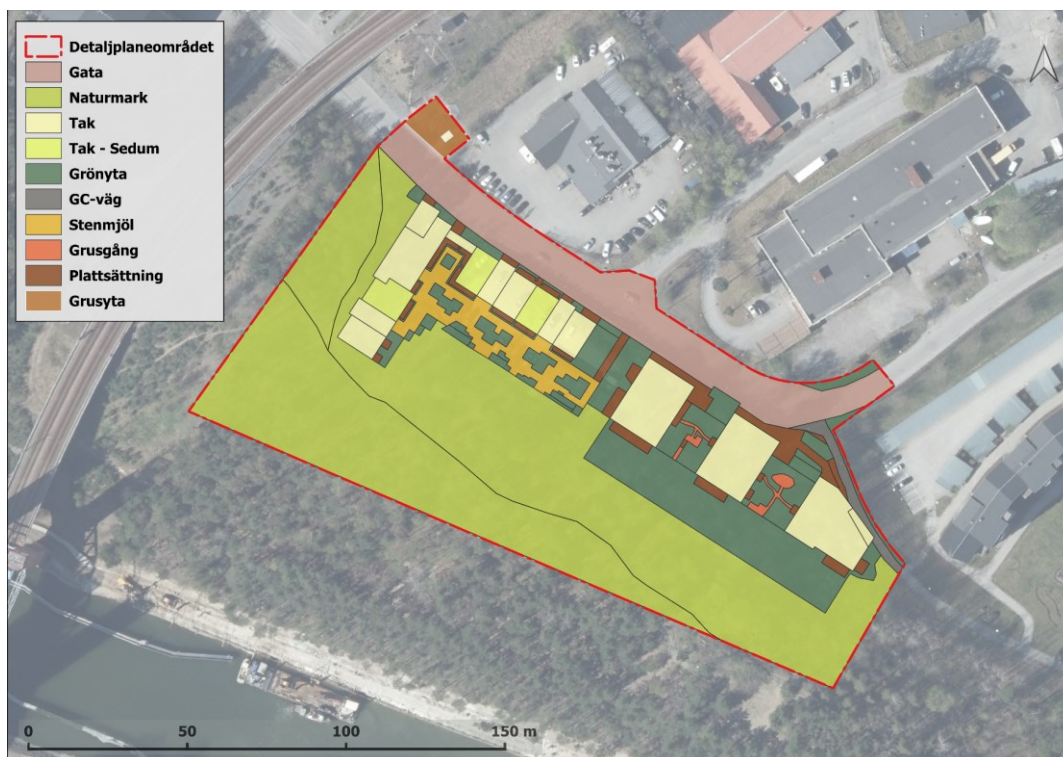 Detaljplaneområdet
Gata
Naturmark
Tak
Tak - Sedum
Grönyta
GC-väg
Stenmjöl
Grusgång
Plattsättning
Grusyta
0 50 100 150 m